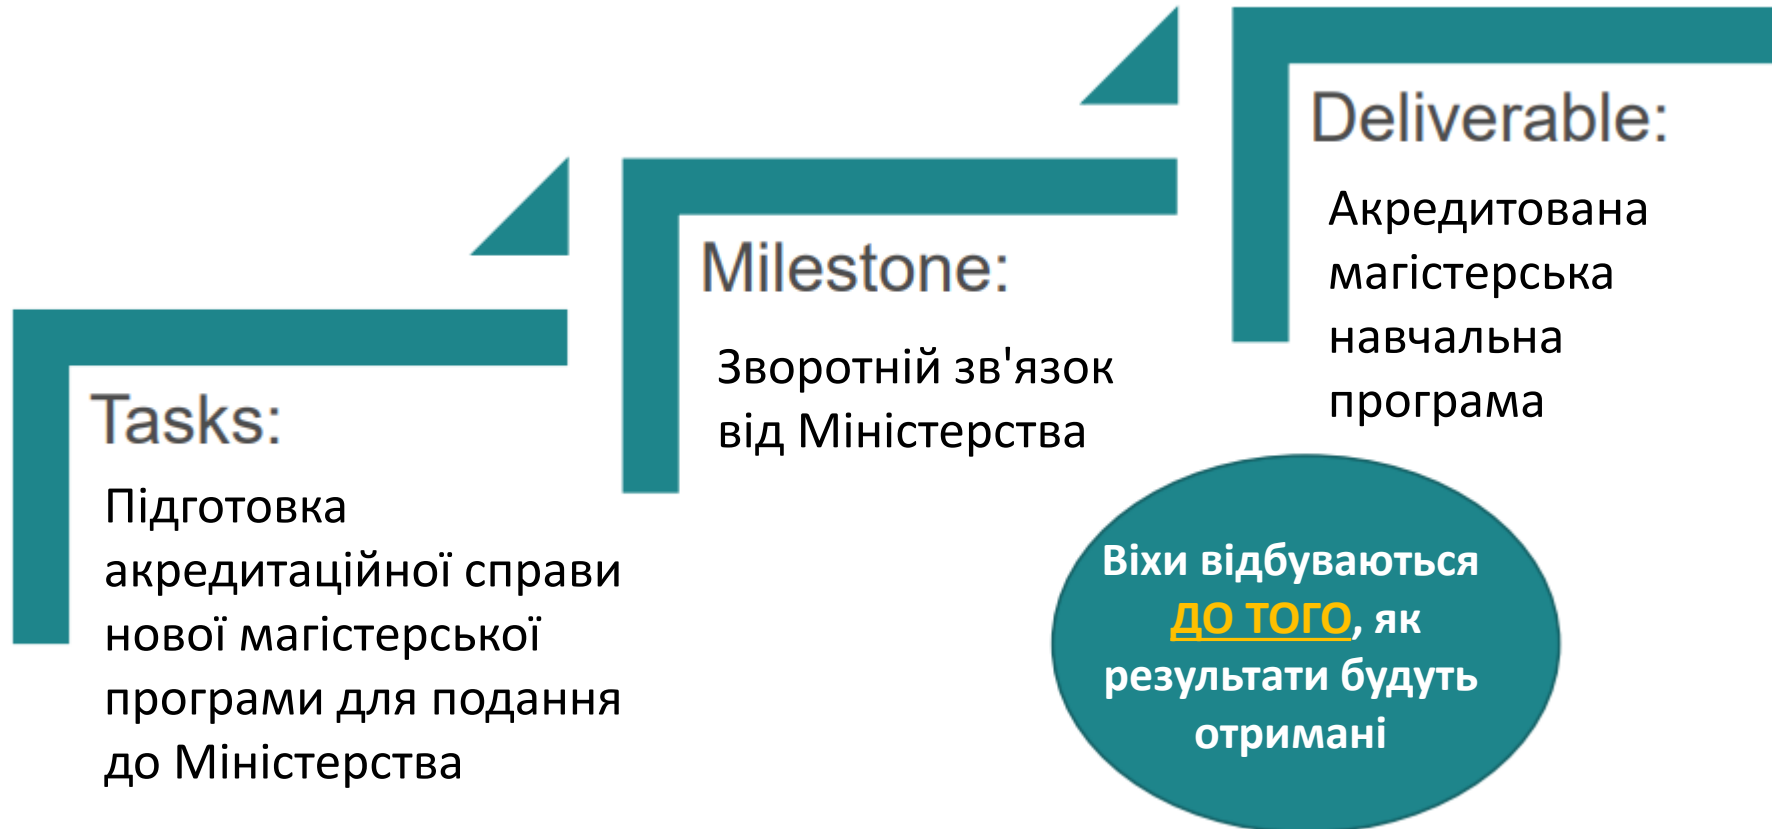 Tasks:
Підготовка
акредитаційної справи
нової магістерської
програми для подання
до Міністерства
Milestone:
Зворотній зв'язок
від Міністерства
Deliverable:
Акредитована
магістерська
навчальна
програма
Віхи відбуваються
ДО ТОГО, як
результати будуть
отримані